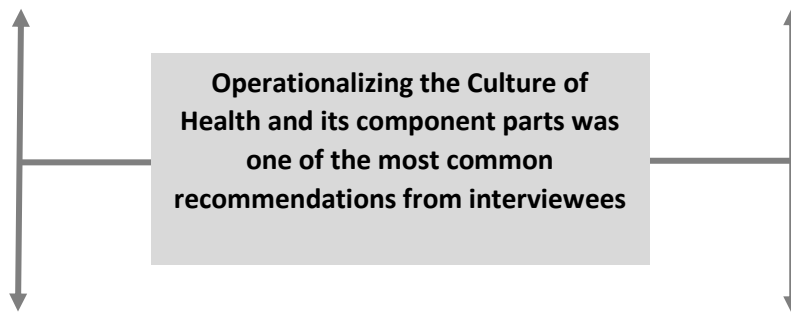 Operationalizing the Culture of
Health and its component parts was
one of the most common
recommendations from interviewees